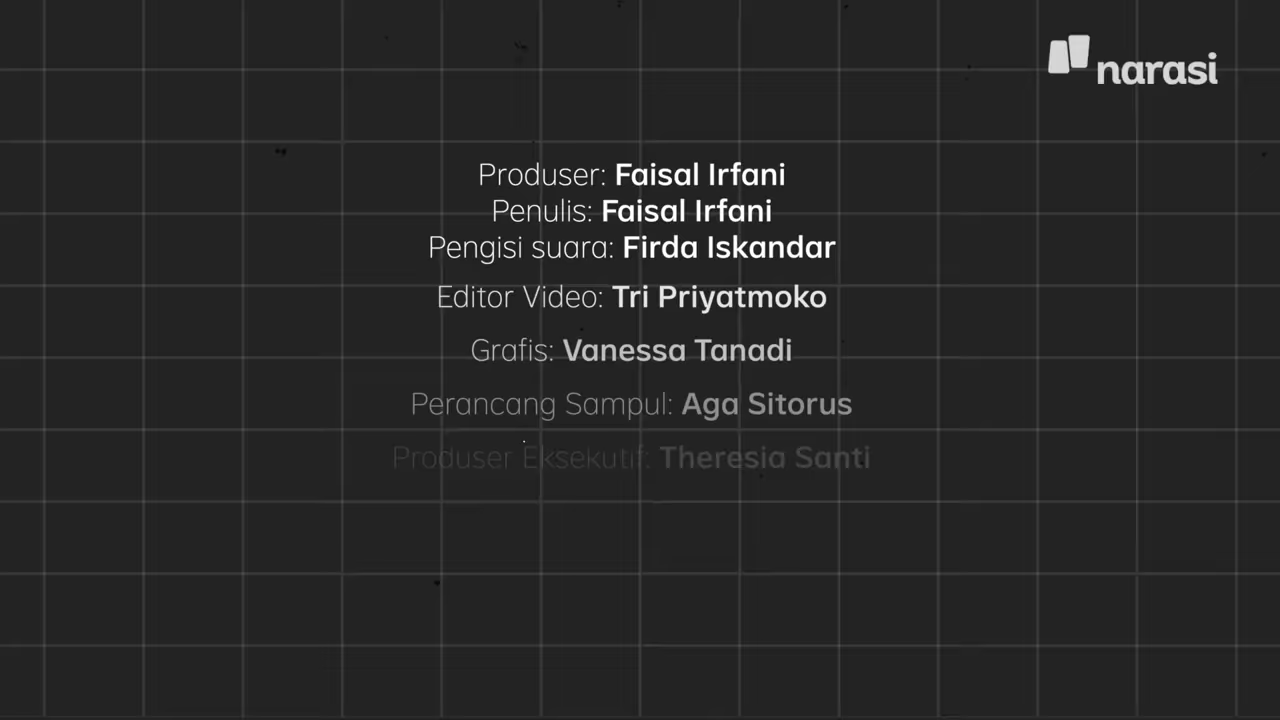 narasi
Produser: Faisal Irfani
Penulis: Faisal Irfani
Pengisi suara: Firda Iskandar
Editor Video: Tri Priyatmoko
Grafis: Vanessa Tanadi
Perancang Sampul: Aga Sitorus
Produser Eksekutif: Theresia Santi